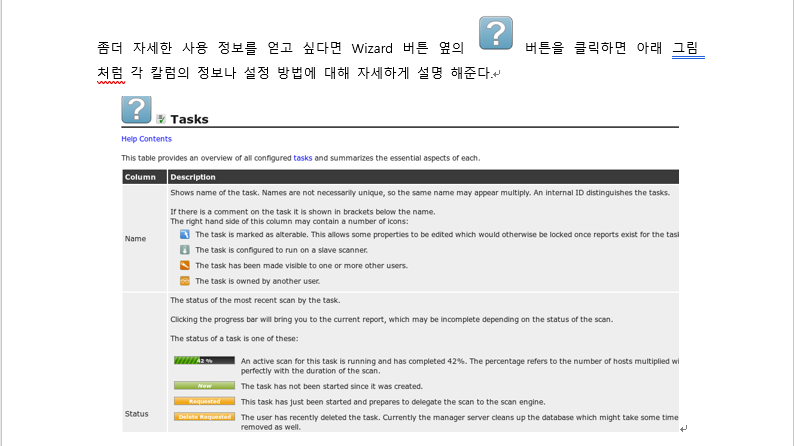 좀더 자세한 사용 정보를 얻고 싶다면 Wizard 버튼 옆의 ? 버튼을 클릭하면 아래 그림
처럼 각 칼럼의 정보나 설정 방법에 대해 자세하게 설명 해준다.
? Tasks
Help Contents
This table provides an overview of all configured tasks and summarizes the essential aspects of each.
Column Description
Shows name of the task. Names are not necessarily unique, so the same name may appear multiply. An internal ID distinguishes the tasks.
If there is a comment on the task it is shown in brackets below the name.
The right hand side of this column may contain a number of icons:
The task is marked as alterable. This allows some properties to be edited which would otherwise be locked once reports exist for the task
Name
The task is configured to run on a slave scanner.
The task has been made visible to one or more other users.
The task is owned by another user.
The status of the most recent scan by the task.
Clicking the progress bar will bring you to the current report, which may be incomplete depending on the status of the scan.
The status of a task is one of these:
42 % An active scan for this task is running and has completed 42%. The percentage refers to the number of hosts multiplied wi
perfectly with the duration of the scan.
New The task has not been started since it was created.
Requested This task has just been started and prepares to delegate the scan to the scan engine.
Status
Delete Requested The user has recently deleted the task. Currently the manager server cleans up the database which might take some time
removed as well.